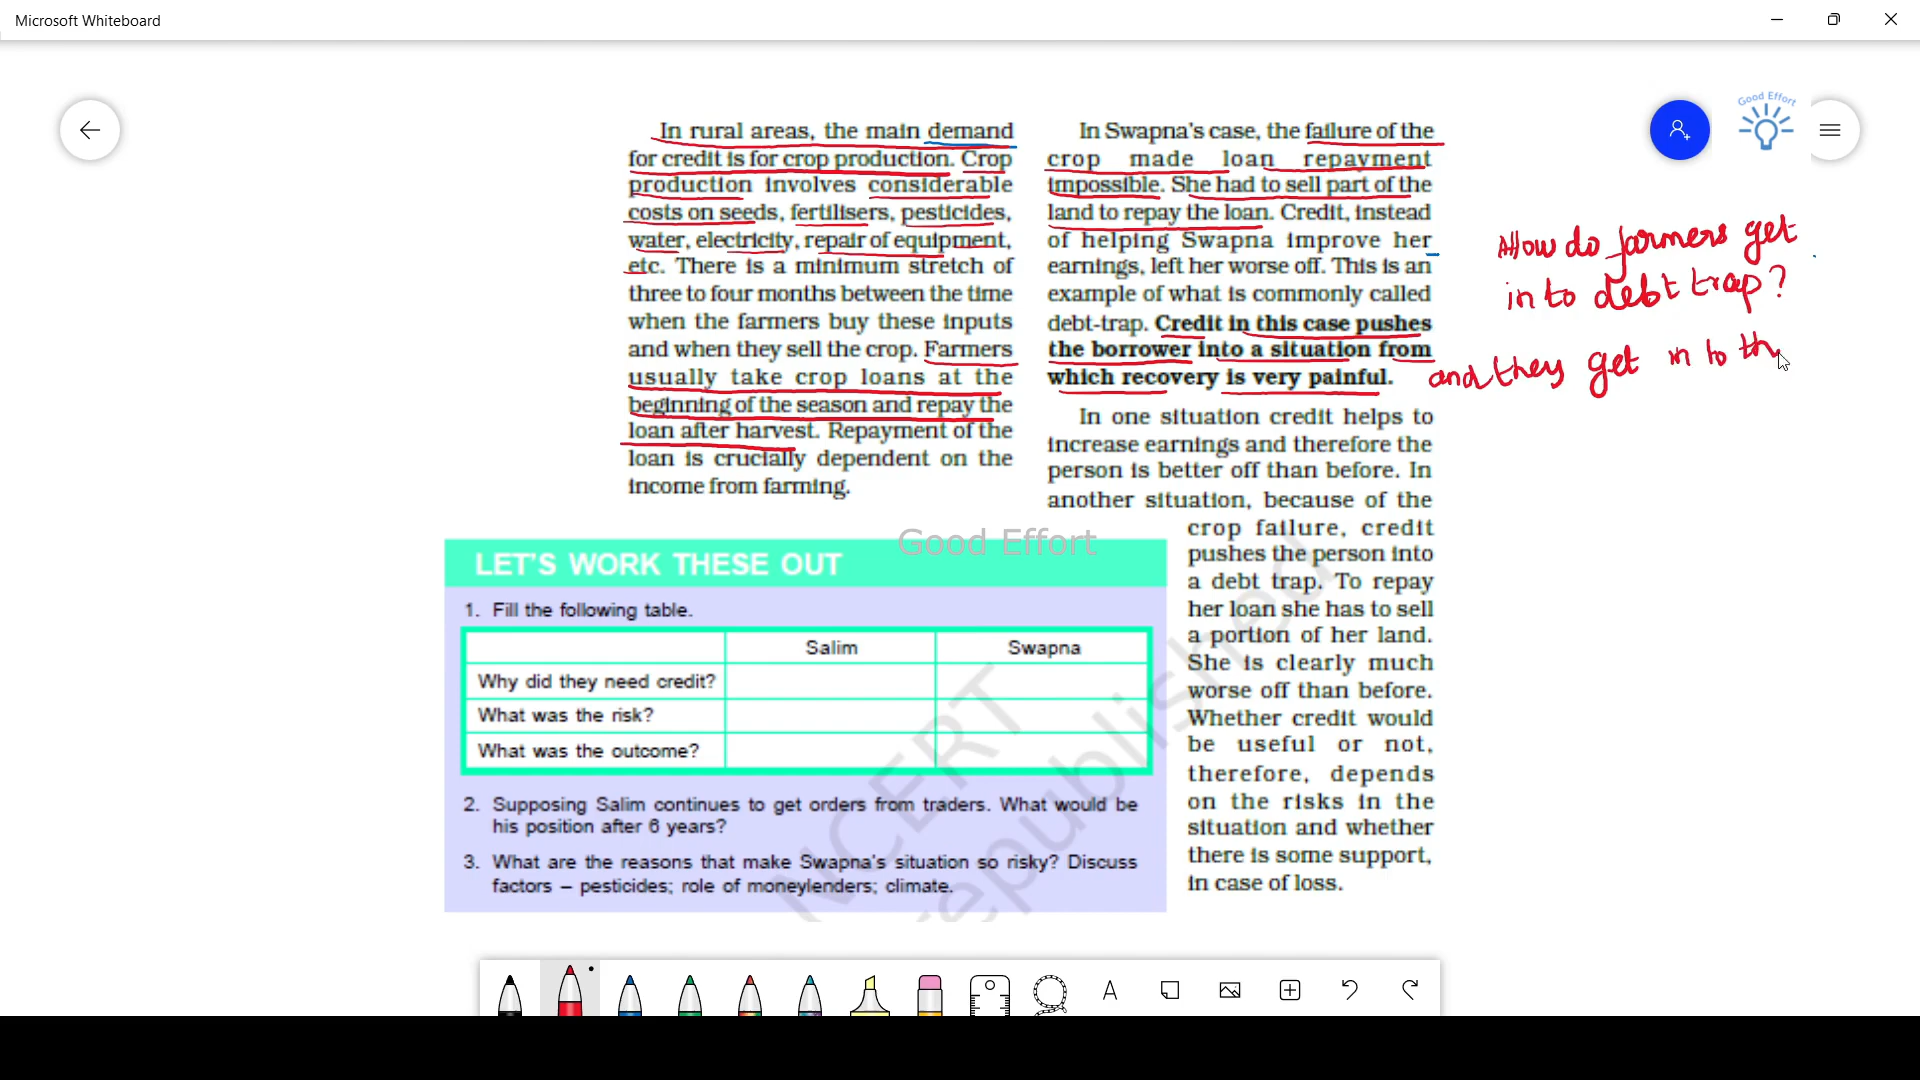 Microsoft Whiteboard
Good Effort
In rural areas, the main demand
for credit is for crop production. Crop
production involves considerable
costs on seeds, fertilisers, pesticides,
water, electricity, repair of equipment,
etc. There is a minimum stretch of
three to four months between the time
when the farmers buy these inputs
and when they sell the crop. Farmers
usually take crop loans at the
beginning of the season and repay the
loan after harvest. Repayment of the
loan is crucially dependent on the
income from farming.
In Swapna's case, the failure of the
crop made loan repayment
impossible. She had to sell part of the
land to repay the loan. Credit, instead
of helping Swapna improve her
earnings, left her worse off. This is an
example of what is commonly called
debt-trap. Credit in this case pushes
the borrower into a situation from
which recovery is very painful.
In one situation credit helps to
increase earnings and therefore the
person is better off than before. In
another situation, because of the
crop failure, credit
pushes the person into
a debt trap. To repay
her loan she has to sell
a portion of her land.
She is clearly much
worse off than before.
Whether credit would
be useful or not,
therefore, depends
on the risks in the
situation and whether
there is some support,
in case of loss.
How do farmers get
in to debt trap?
and they get in to th
Good Effort
LET'S WORK THESE OUT
1. Fill the following table.
Salim Swapna
Why did they need credit?
What was the risk?
What was the outcome?
2. Supposing Salim continues to get orders from traders. What would be
his position after 6 years?
3. What are the reasons that make Swapna's situation so risky? Discuss
factors – pesticides; role of moneylenders; climate.
NCERT
republished